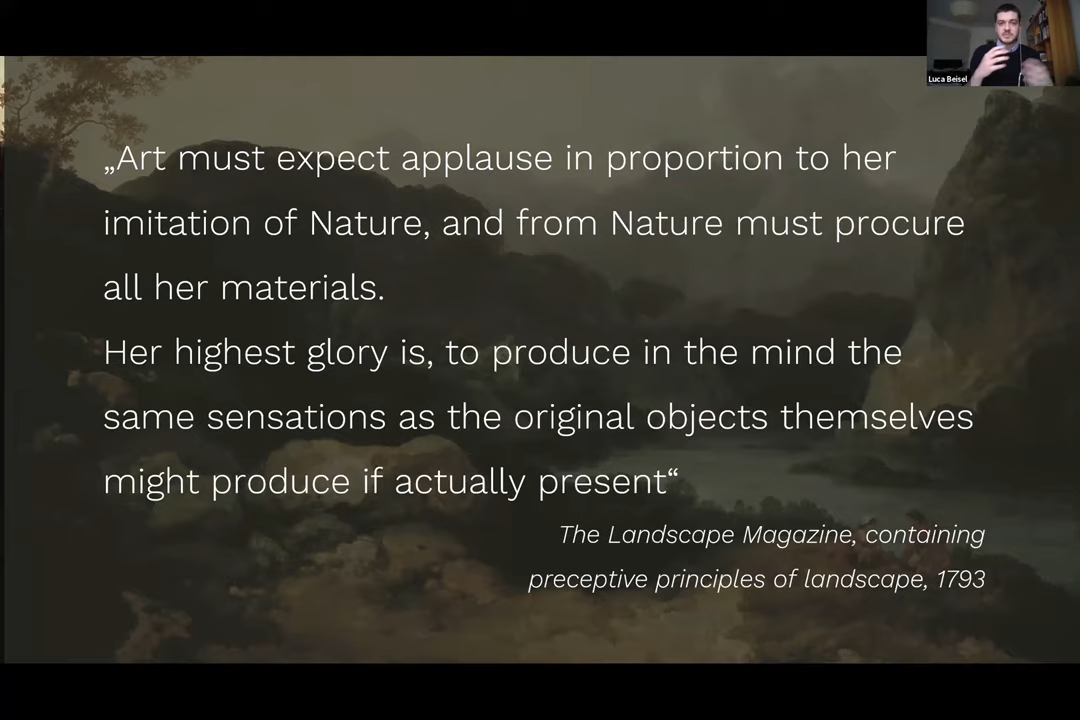 Luca Beisel
„Art must expect applause in proportion to her
imitation of Nature, and from Nature must procure
all her materials.
Her highest glory is, to produce in the mind the
same sensations as the original objects themselves
might produce if actually present“
The Landscape Magazine, containing
preceptive principles of landscape, 1793